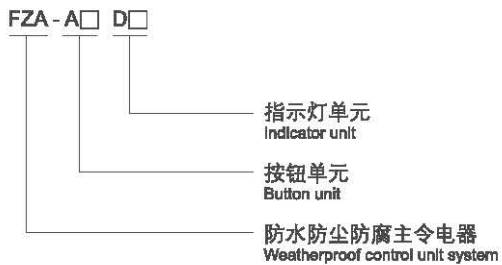 FZA-A□ D□
指示灯单元
Indicator unit
按钮单元
Button unit
防水防尘防腐主令电器
Weatherproof control unit system